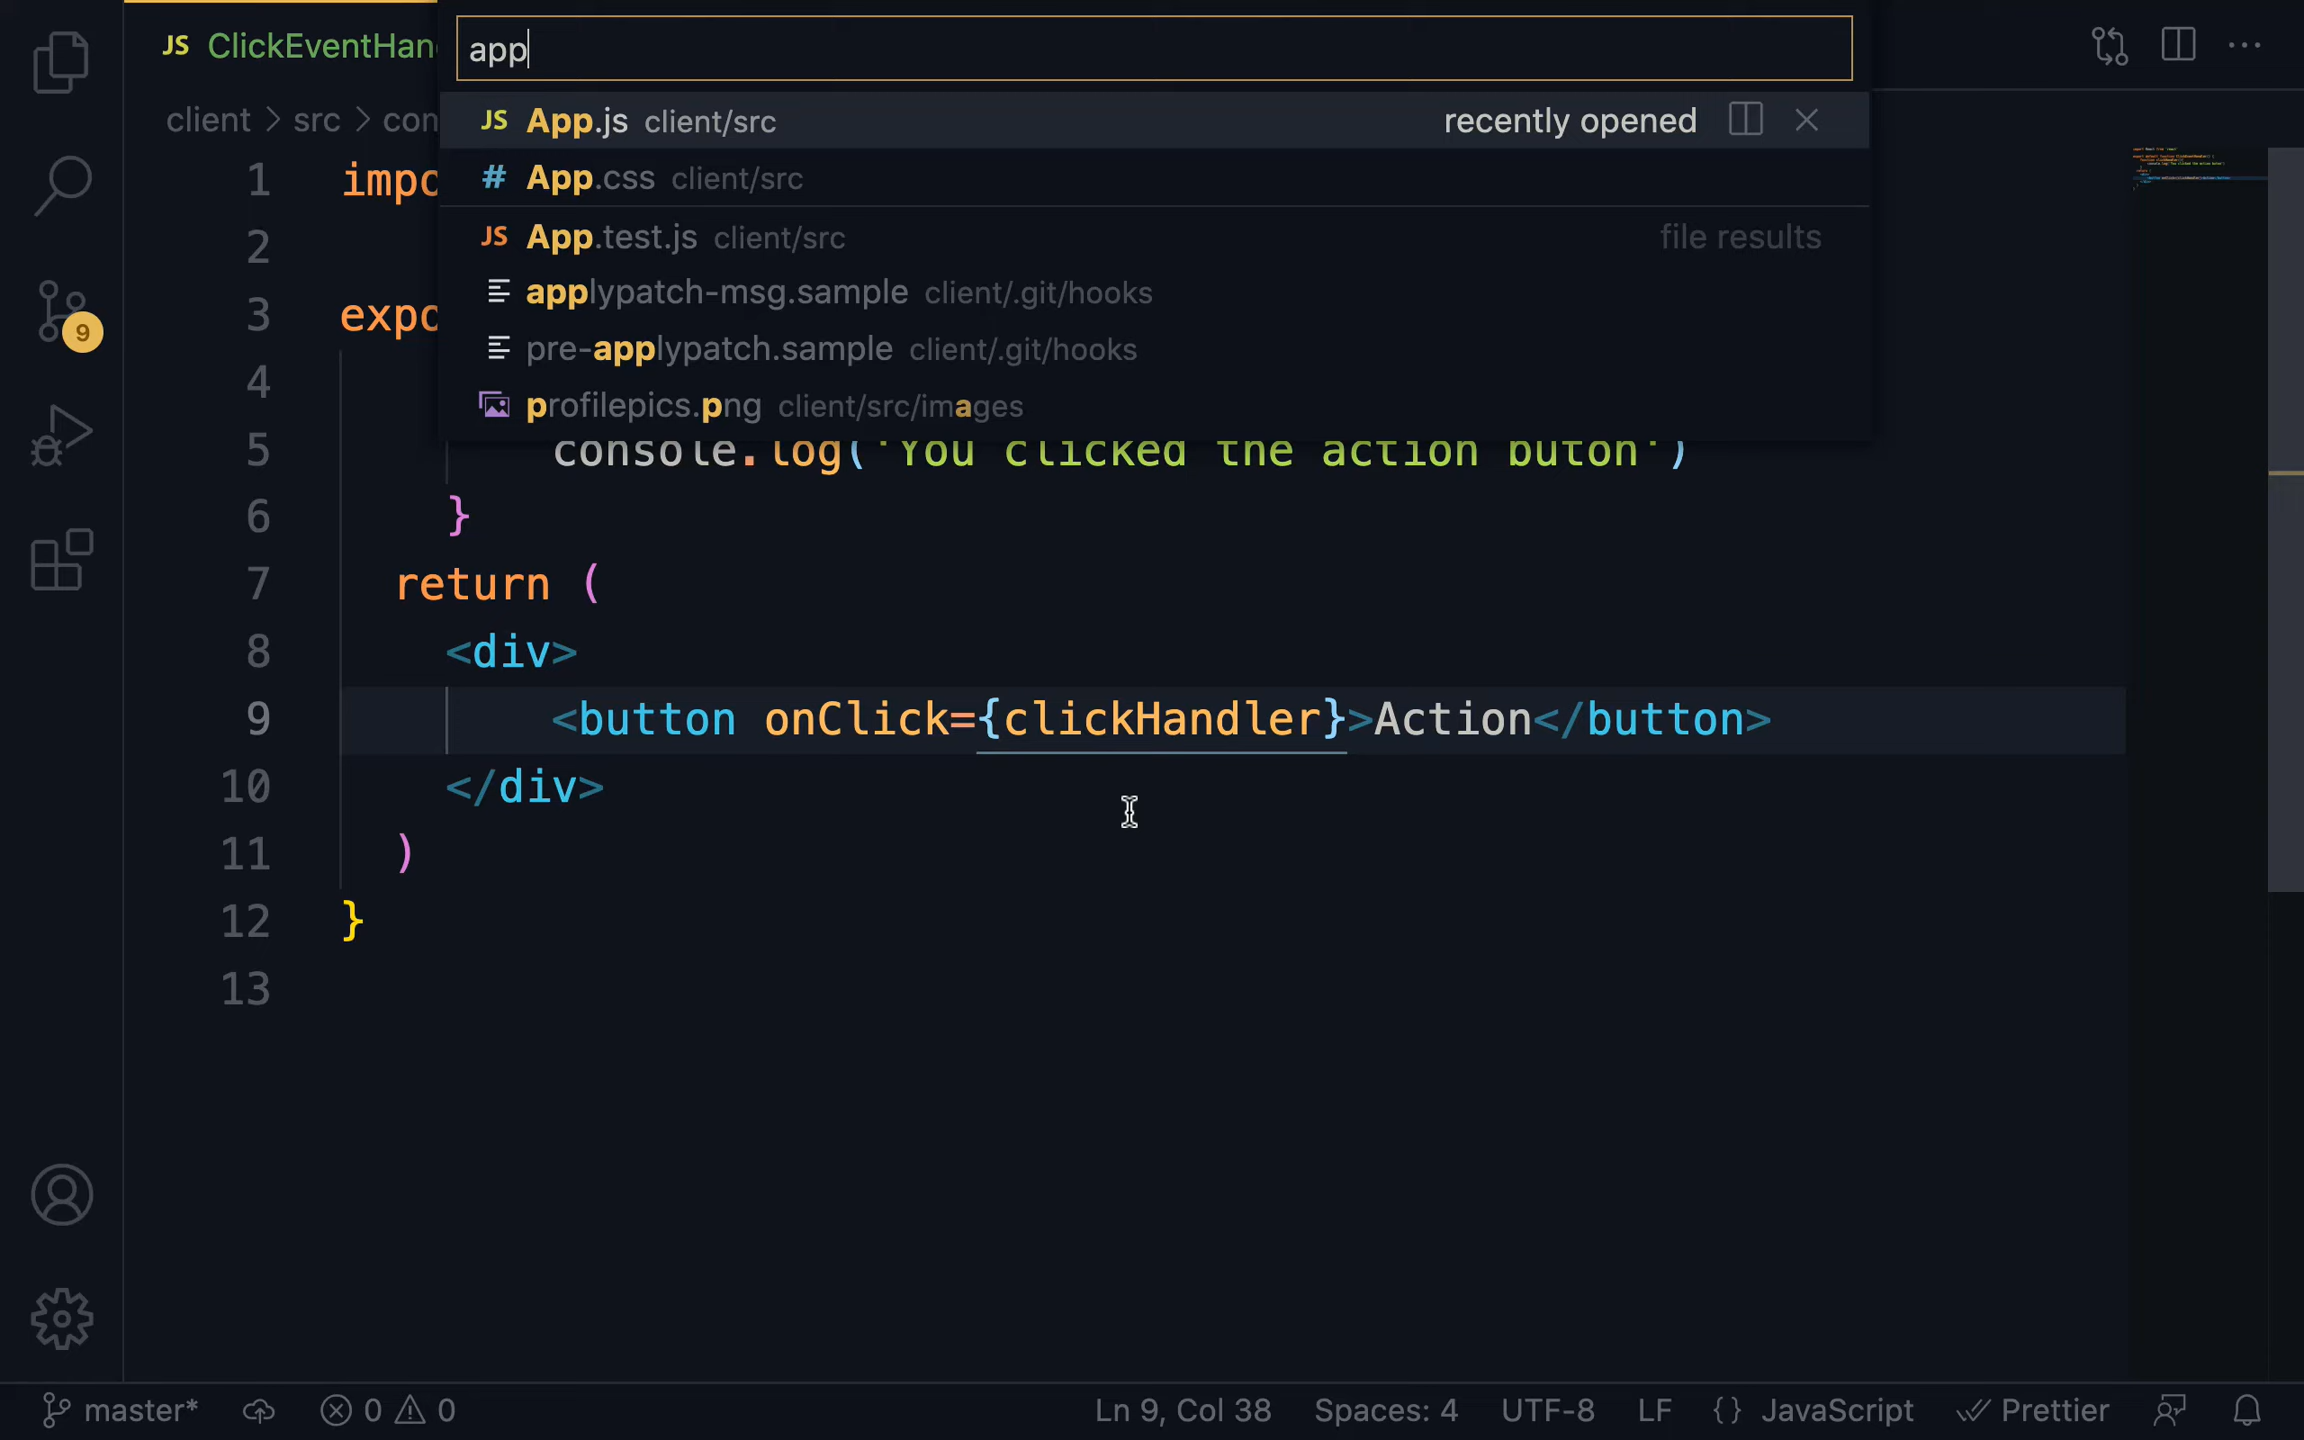 JS ClickEventHan
app
client > src > con
JS App.js client/src recently opened
# App.css client/src
JS App.test.js client/src file results
applypatch-msg.sample client/.git/hooks
pre-applypatch.sample client/.git/hooks
profilepics.png client/src/images
1 impo
2
3 expo
4
5 console.log('You clicked the action buton')
6 }
7 return (
8 <div>
9 <button onClick={clickHandler}>Action</button>
10 </div>
11 )
12 }
13
9
master* 0 0 Ln 9, Col 38 Spaces: 4 UTF-8 LF {} JavaScript Prettier